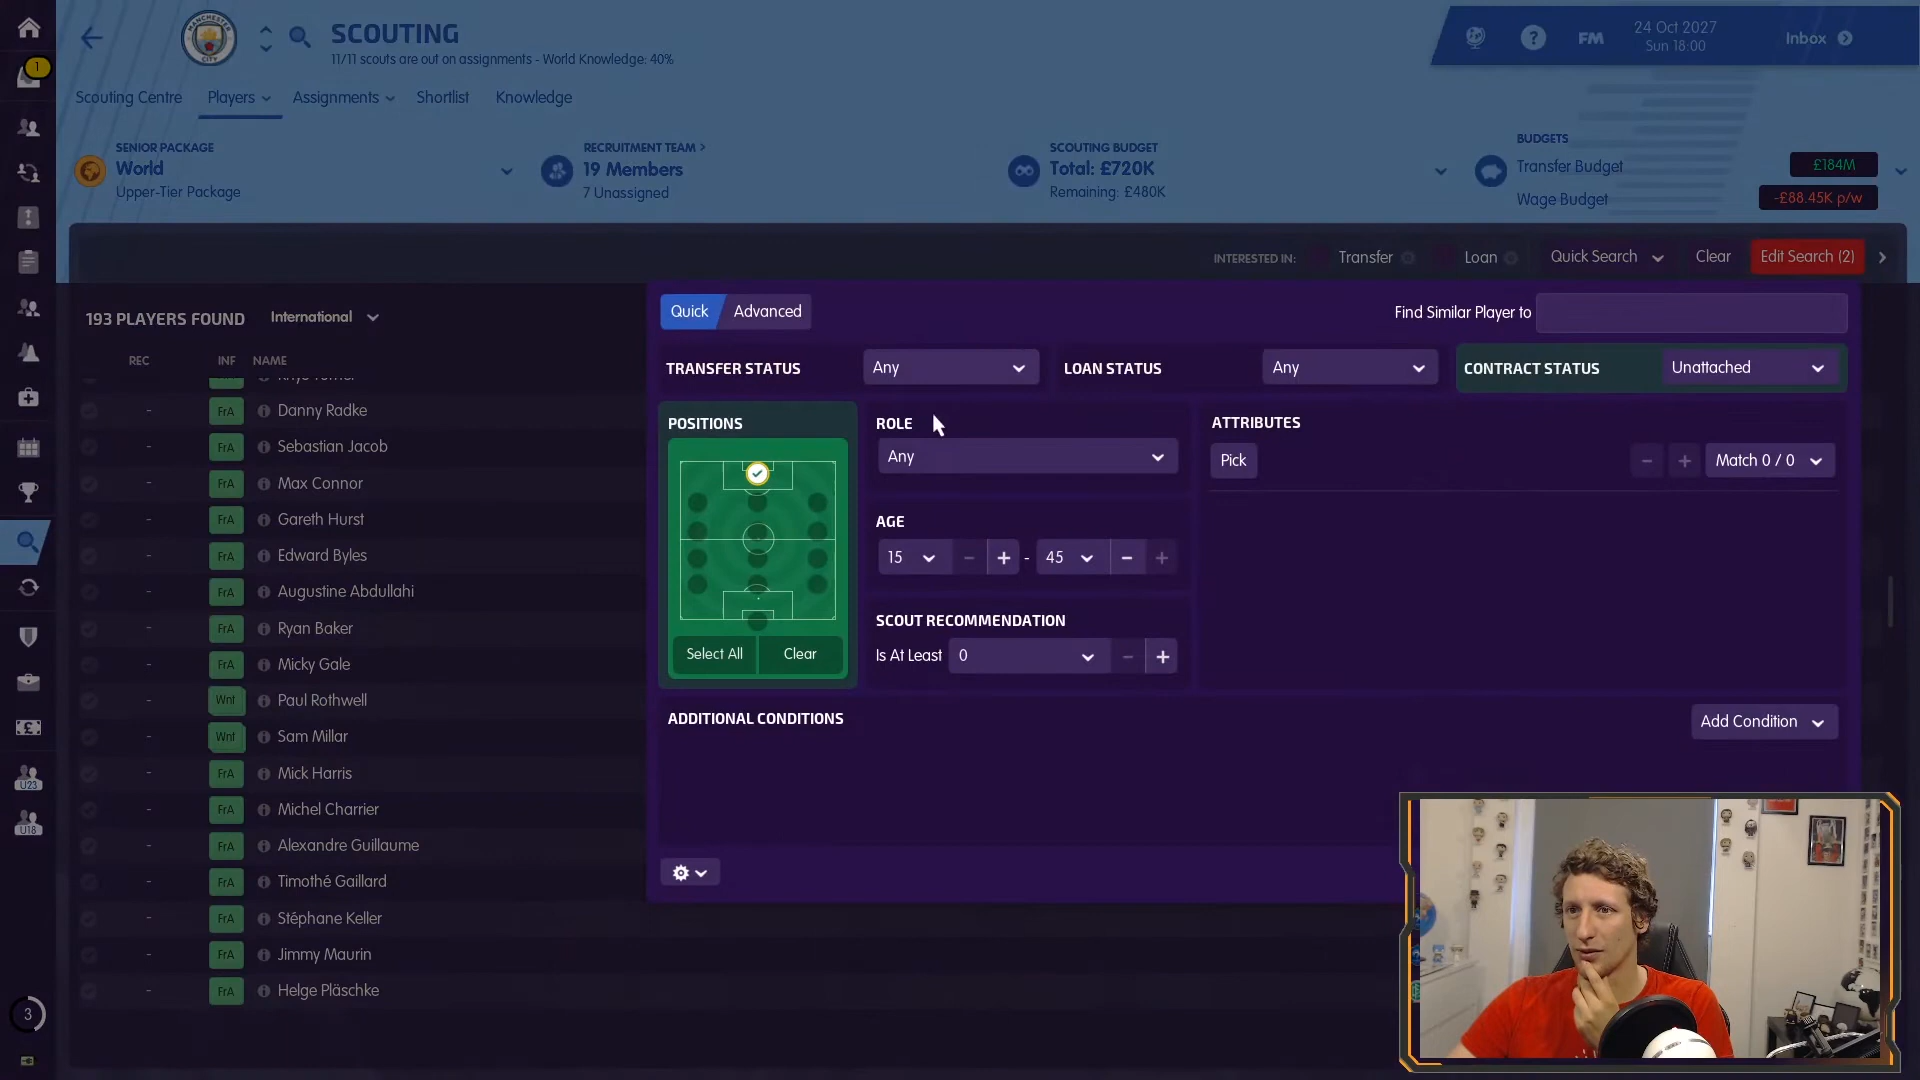 1
MANCHESTER
CITY
SCOUTING
11/11 scouts are out on assignments - World Knowledge: 40%
FM
24 Oct 2027
Sun 18:00
Inbox
Scouting Centre
Players
Assignments
Shortlist
Knowledge
SENIOR PACKAGE
World
Upper-Tier Package
RECRUITMENT TEAM >
19 Members
7 Unassigned
SCOUTING BUDGET
Total: £720K
Remaining: £480K
BUDGETS
Transfer Budget
£184M
Wage Budget
-£88.45K p/w
INTERESTED IN:
Transfer
Loan
Quick Search
Clear
Edit Search (2)
193 PLAYERS FOUND
International
REC
INF
NAME
FrA Danny Radke
FrA Sebastian Jacob
FrA Max Connor
FrA Gareth Hurst
FrA Edward Byles
FrA Augustine Abdullahi
FrA Ryan Baker
FrA Micky Gale
Wnt Paul Rothwell
Wnt Sam Millar
FrA Mick Harris
FrA Michel Charrier
FrA Alexandre Guillaume
FrA Timothé Gaillard
FrA Stéphane Keller
FrA Jimmy Maurin
FrA Helge Pläschke
Quick
Advanced
Find Similar Player to
TRANSFER STATUS
Any
LOAN STATUS
Any
CONTRACT STATUS
Unattached
POSITIONS
Select All
Clear
ROLE
Any
AGE
15 - + - 45 - +
SCOUT RECOMMENDATION
Is At Least 0 - +
ATTRIBUTES
Pick
- + Match 0 / 0
ADDITIONAL CONDITIONS
Add Condition
U23
U18
3